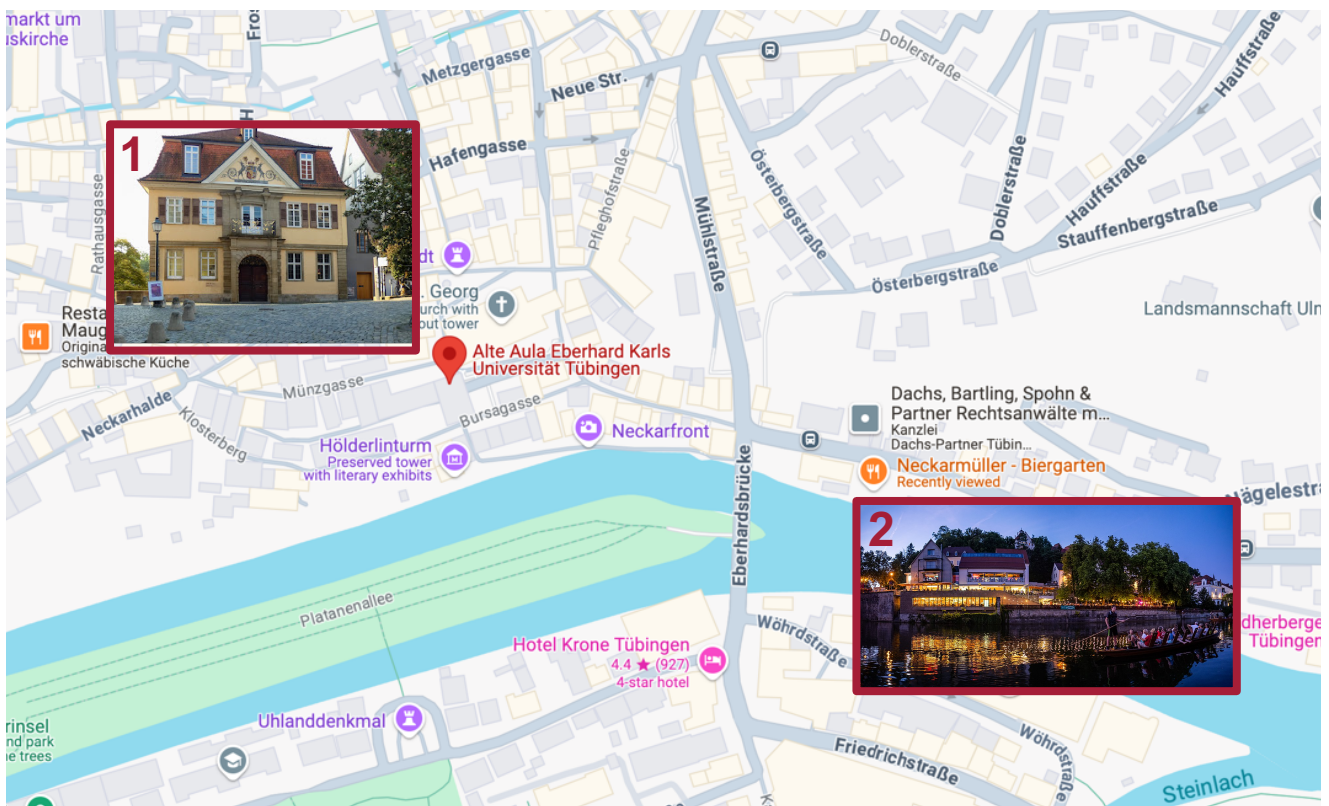 markt um
uskirche
Fros
Metzgergasse
Neue Str.
Doblerstraße
Hauffstraße
1
H
Hafengasse
Rathausgasse
Pfleghofstraße
Mühlstraße
Österbergstraße
Doblerstraße
Hauffstraße
Stauffenbergstraße
dt
Österbergstraße
. Georg
urch with
out tower
Landsmannschaft Ulm
Resta
Maug
Origina
schwäbische Küche
Alte Aula Eberhard Karls
Universität Tübingen
Münzgasse
Bursagasse
Neckarhalde
Klosterberg
Dachs, Bartling, Spohn &
Partner Rechtsanwälte m...
Kanzlei
Dachs-Partner Tübin...
Neckarfront
Hölderlinturm
Preserved tower
with literary exhibits
Neckarmüller - Biergarten
Recently viewed
Eberhardsbrücke
Nägelestra
2
Platanenallee
Wöhrdstraße
dherberge
Tübingen
Hotel Krone Tübingen
4.4 ★ (927)
4-star hotel
Uhlanddenkmal
rinsel
nd park
ne trees
Friedrichstraße
Wöhrdstraße
Steinlach